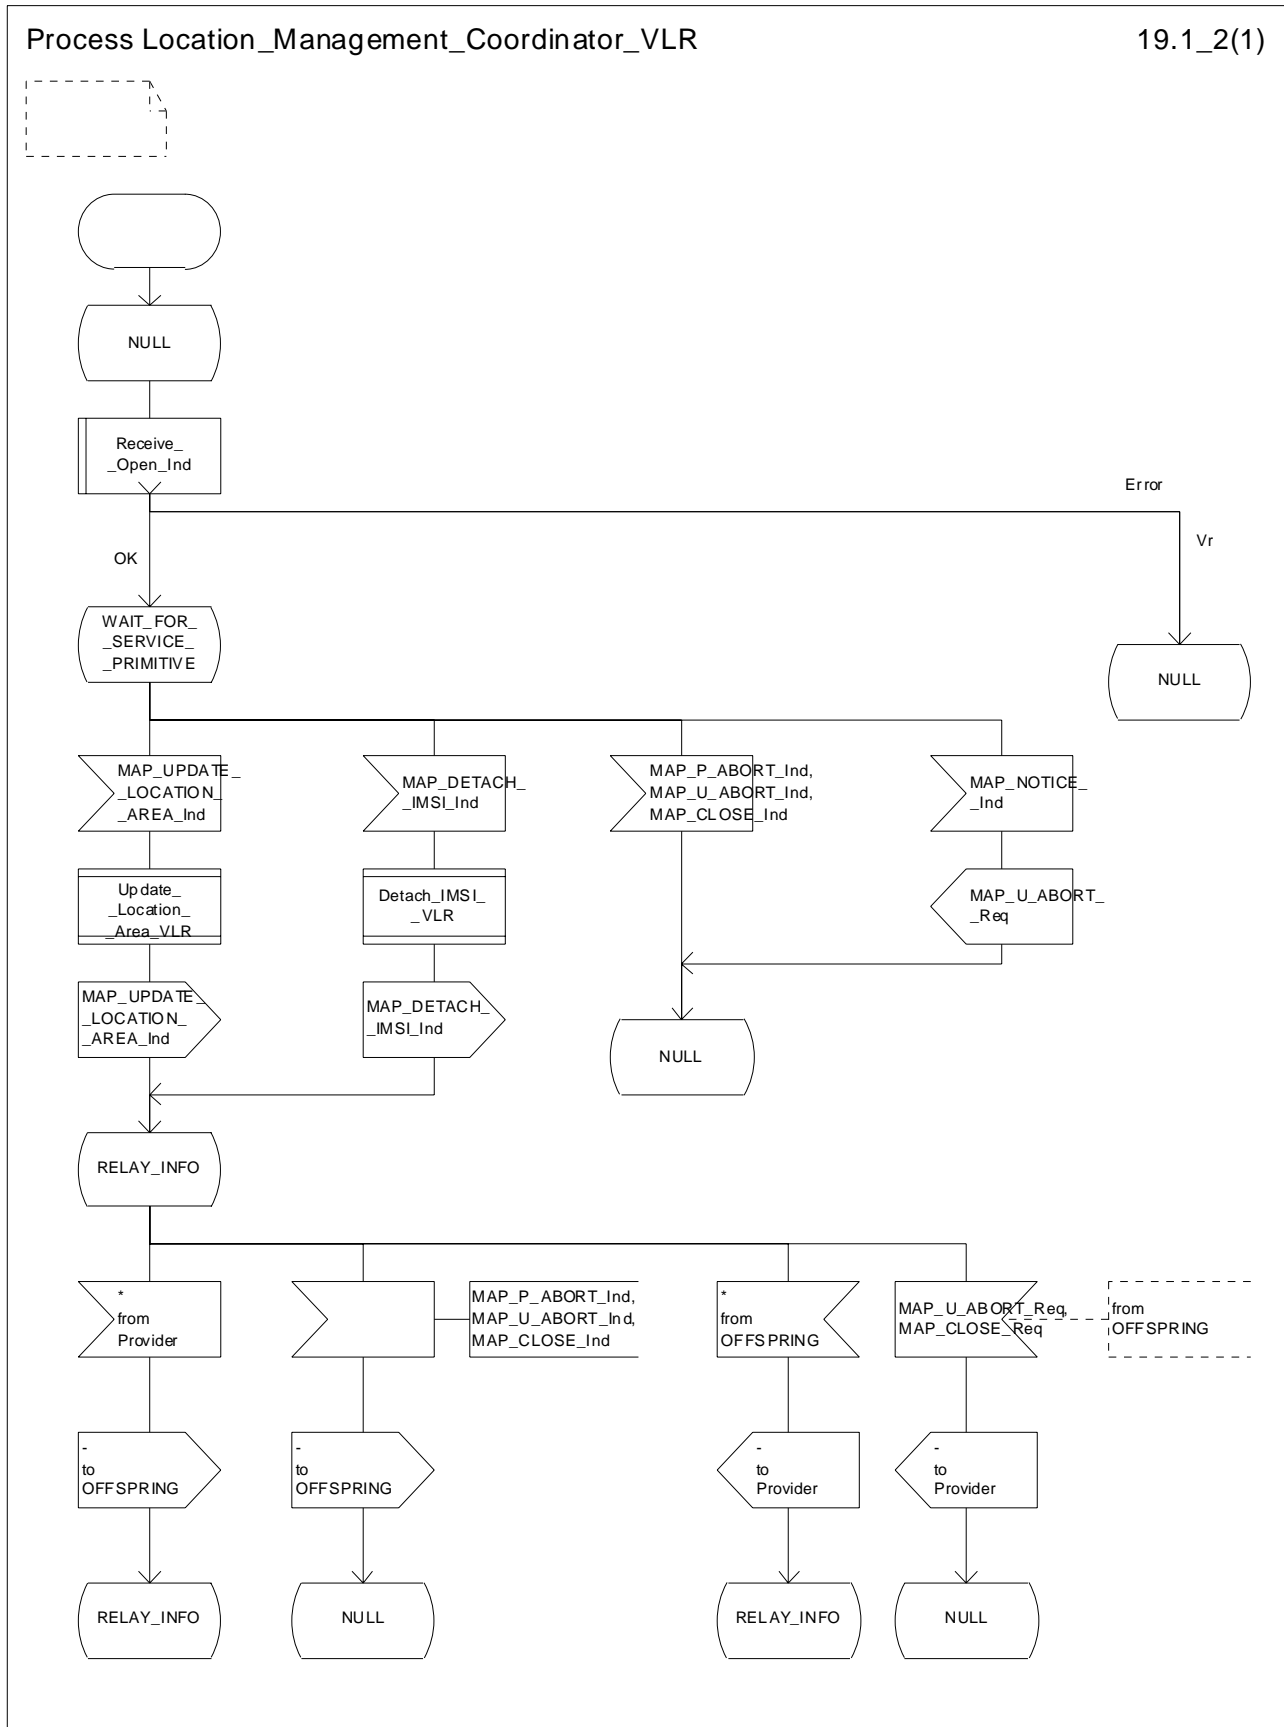 Process Location_Management_Coordinator_VLR
19.1_2(1)
NULL
Receive_
_Open_Ind
Error
Vr
OK
WAIT_FOR_
_SERVICE_
_PRIMITIVE
NULL
MAP_UPDATE_
_LOCATION_
_AREA_Ind
MAP_DETACH_
_IMSI_Ind
MAP_P_ABORT_Ind,
MAP_U_ABORT_Ind,
MAP_CLOSE_Ind
MAP_NOTICE_
_Ind
Update_
_Location_
_Area_VLR
Detach_IMSI_
_VLR
MAP_U_ABORT_
_Req
MAP_UPDATE_
_LOCATION_
_AREA_Ind
MAP_DETACH_
_IMSI_Ind
NULL
RELAY_INFO
*
from
Provider
MAP_P_ABORT_Ind,
MAP_U_ABORT_Ind,
MAP_CLOSE_Ind
*
from
OFFSPRING
MAP_U_ABORT_Req,
MAP_CLOSE_Req
from
OFFSPRING
-
to
OFFSPRING
-
to
OFFSPRING
-
to
Provider
-
to
Provider
RELAY_INFO
NULL
RELAY_INFO
NULL